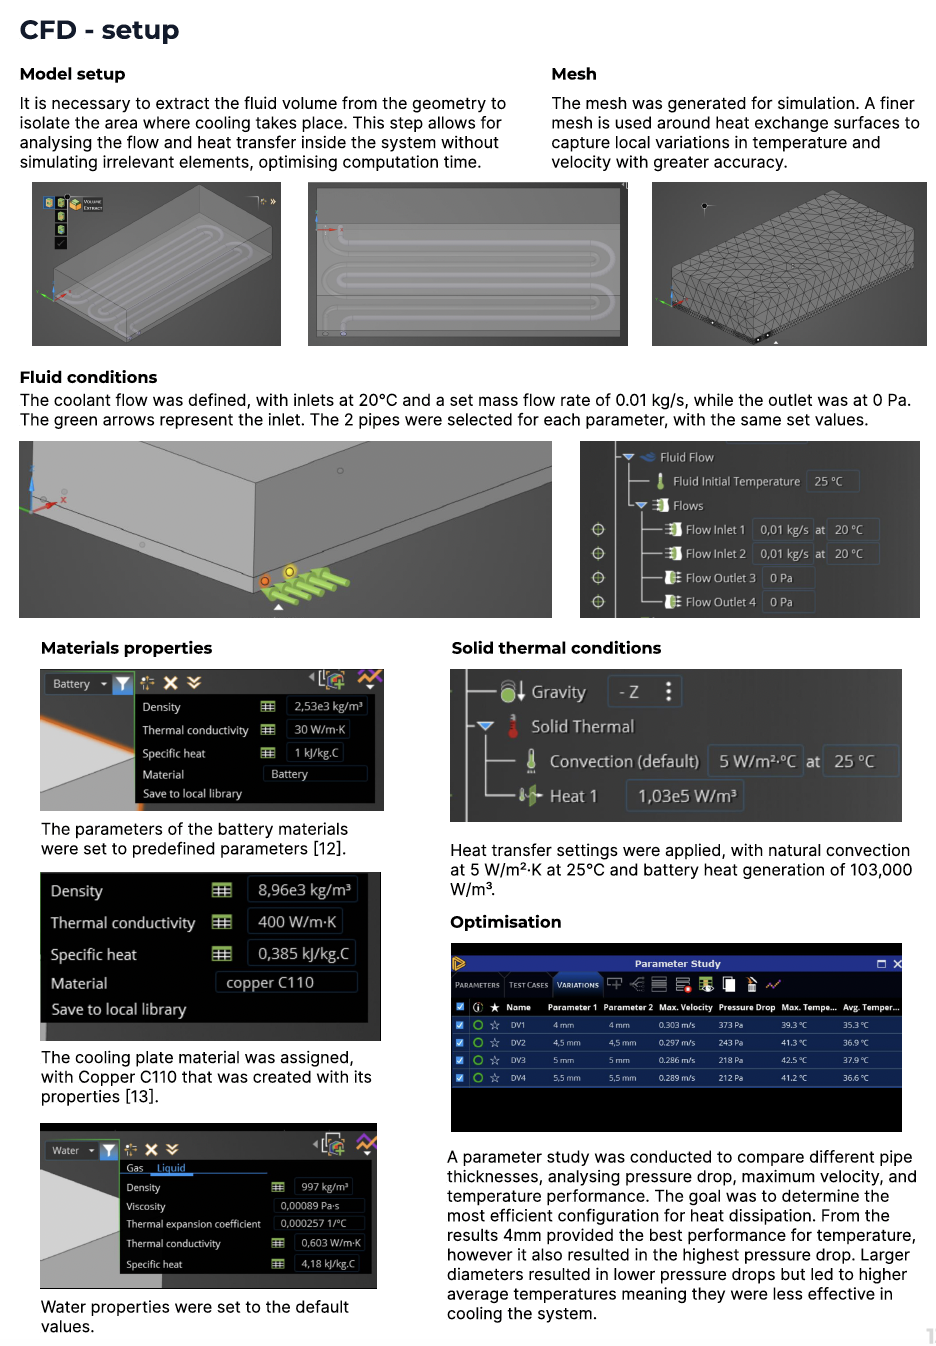 CFD - setup
Model setup
It is necessary to extract the fluid volume from the geometry to
isolate the area where cooling takes place. This step allows for
analysing the flow and heat transfer inside the system without
simulating irrelevant elements, optimising computation time.
Mesh
The mesh was generated for simulation. A finer
mesh is used around heat exchange surfaces to
capture local variations in temperature and
velocity with greater accuracy.
VOLUME
EXTRACT
Fluid conditions
The coolant flow was defined, with inlets at 20°C and a set mass flow rate of 0.01 kg/s, while the outlet was at 0 Pa.
The green arrows represent the inlet. The 2 pipes were selected for each parameter, with the same set values.
X
Fluid Flow
Fluid Initial Temperature 25 °C
Flows
Flow Inlet 1 0,01 kg/s at 20 °C
Flow Inlet 2 0,01 kg/s at 20 °C
Flow Outlet 3 0 Pa
Flow Outlet 4 0 Pa
Materials properties
Battery
Density 2,53e3 kg/m³
Thermal conductivity 30 W/m·K
Specific heat 1 kJ/kg.C
Material Battery
Save to local library
The parameters of the battery materials
were set to predefined parameters [12].
Density 8,96e3 kg/m³
Thermal conductivity 400 W/m·K
Specific heat 0,385 kJ/kg.C
Material copper C110
Save to local library
The cooling plate material was assigned,
with Copper C110 that was created with its
properties [13].
Water
Gas Liquid
Density 997 kg/m³
Viscosity 0,00089 Pa·s
Thermal expansion coefficient 0,000257 1/°C
Thermal conductivity 0,603 W/m·K
Specific heat 4,18 kJ/kg.C
Water properties were set to the default
values.
Solid thermal conditions
Gravity - Z
Solid Thermal
Convection (default) 5 W/m²·°C at 25 °C
Heat 1 1,03e5 W/m³
Heat transfer settings were applied, with natural convection
at 5 W/m²·K at 25°C and battery heat generation of 103,000
W/m³.
Optimisation
Parameter Study
PARAMETERS TEST CASES VARIATIONS
Name Parameter 1 Parameter 2 Max. Velocity Pressure Drop Max. Tempe... Avg. Temper...
DV1 4 mm 4 mm 0.303 m/s 373 Pa 39.3 °C 35.3 °C
DV2 4,5 mm 4,5 mm 0.297 m/s 243 Pa 41.3 °C 36.9 °C
DV3 5 mm 5 mm 0.286 m/s 218 Pa 42.5 °C 37.9 °C
DV4 5,5 mm 5,5 mm 0.289 m/s 212 Pa 41.2 °C 36.6 °C
A parameter study was conducted to compare different pipe
thicknesses, analysing pressure drop, maximum velocity, and
temperature performance. The goal was to determine the
most efficient configuration for heat dissipation. From the
results 4mm provided the best performance for temperature,
however it also resulted in the highest pressure drop. Larger
diameters resulted in lower pressure drops but led to higher
average temperatures meaning they were less effective in
cooling the system.